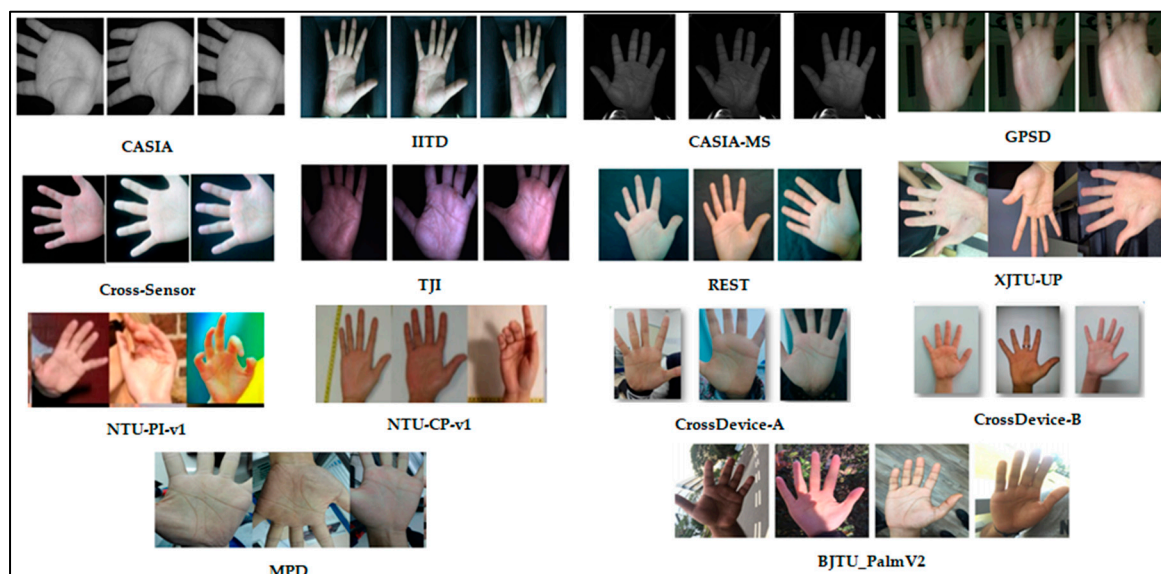 CASIA
IITD
CASIA-MS
GPSD
Cross-Sensor
TJI
REST
XJTU-UP
NTU-PI-v1
NTU-CP-v1
CrossDevice-A
CrossDevice-B
MPD
BJTU_PalmV2